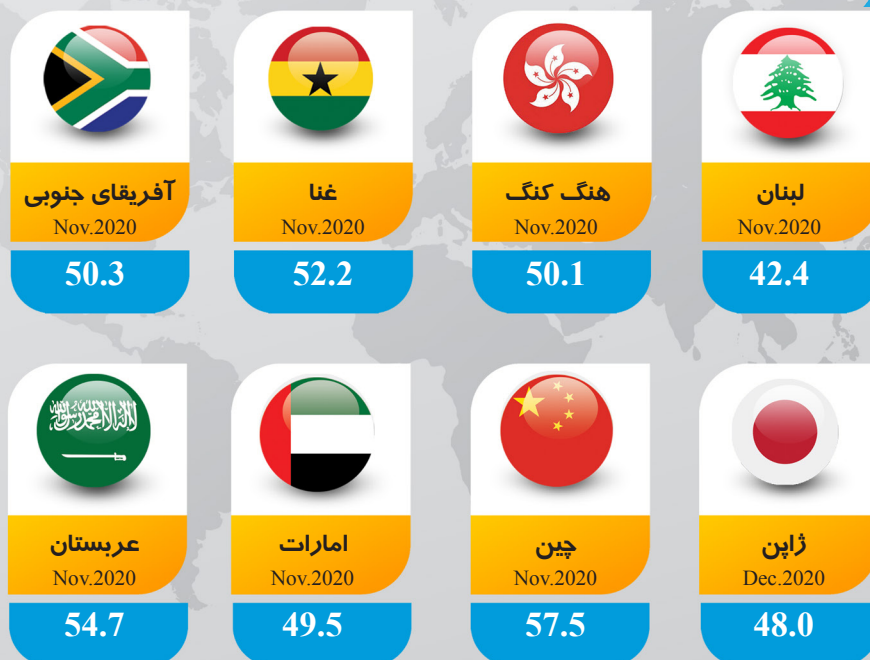 لبنان
Nov.2020
42.4
هنگ کنگ
Nov.2020
50.1
غنا
Nov.2020
52.2
آفریقای جنوبی
Nov.2020
50.3
ژاپن
Dec.2020
48.0
چین
Nov.2020
57.5
امارات
Nov.2020
49.5
عربستان
Nov.2020
54.7